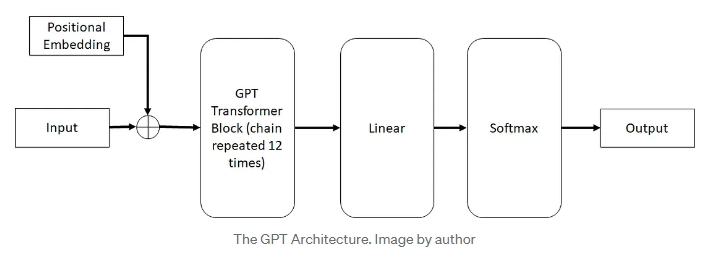 Positional
Embedding
Input
GPT
Transformer
Block (chain
repeated 12
times)
Linear
Softmax
Output
The GPT Architecture. Image by author